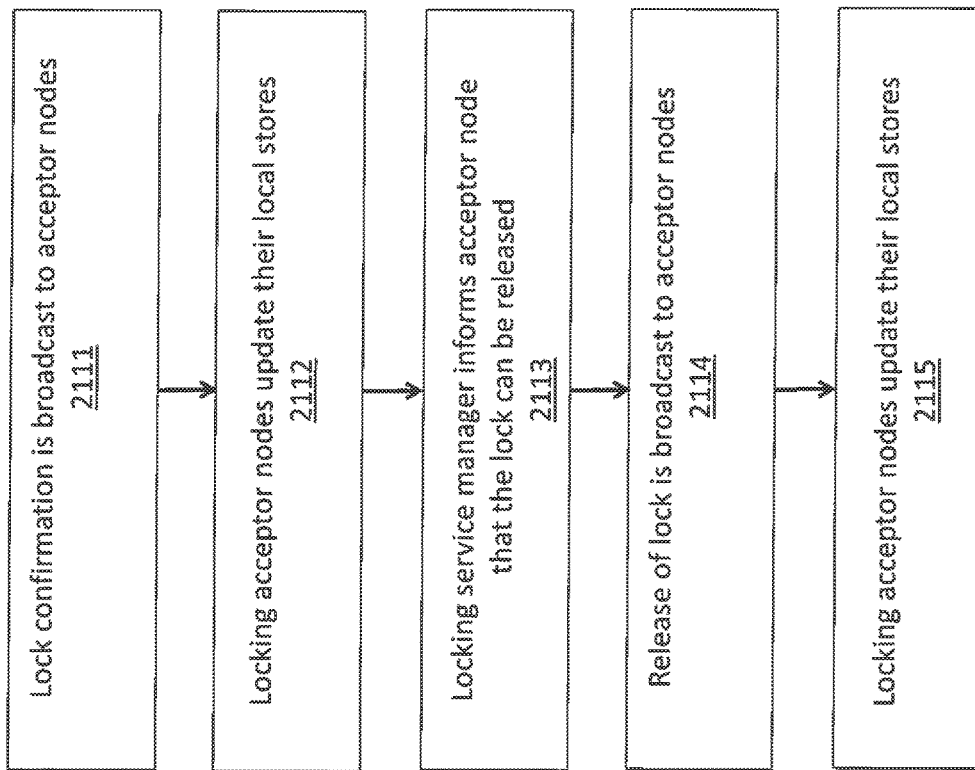 Lock confirmation is broadcast to acceptor nodes
2111
Locking acceptor nodes update their local stores
2112
Locking service manager informs acceptor node
that the lock can be released
2113
Release of lock is broadcast to acceptor nodes
2114
Locking acceptor nodes update their local stores
2115